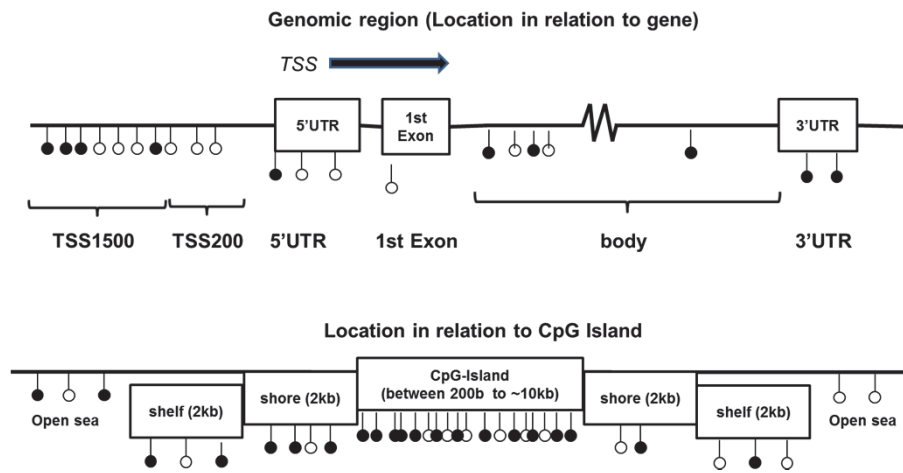 Genomic region (Location in relation to gene)
TSS
5’UTR
1st
Exon
3’UTR
TSS1500
TSS200
5’UTR
1st Exon
body
3’UTR
Location in relation to CpG Island
Open sea
shelf (2kb)
shore (2kb)
CpG-Island
(between 200b to ~10kb)
shore (2kb)
shelf (2kb)
Open sea